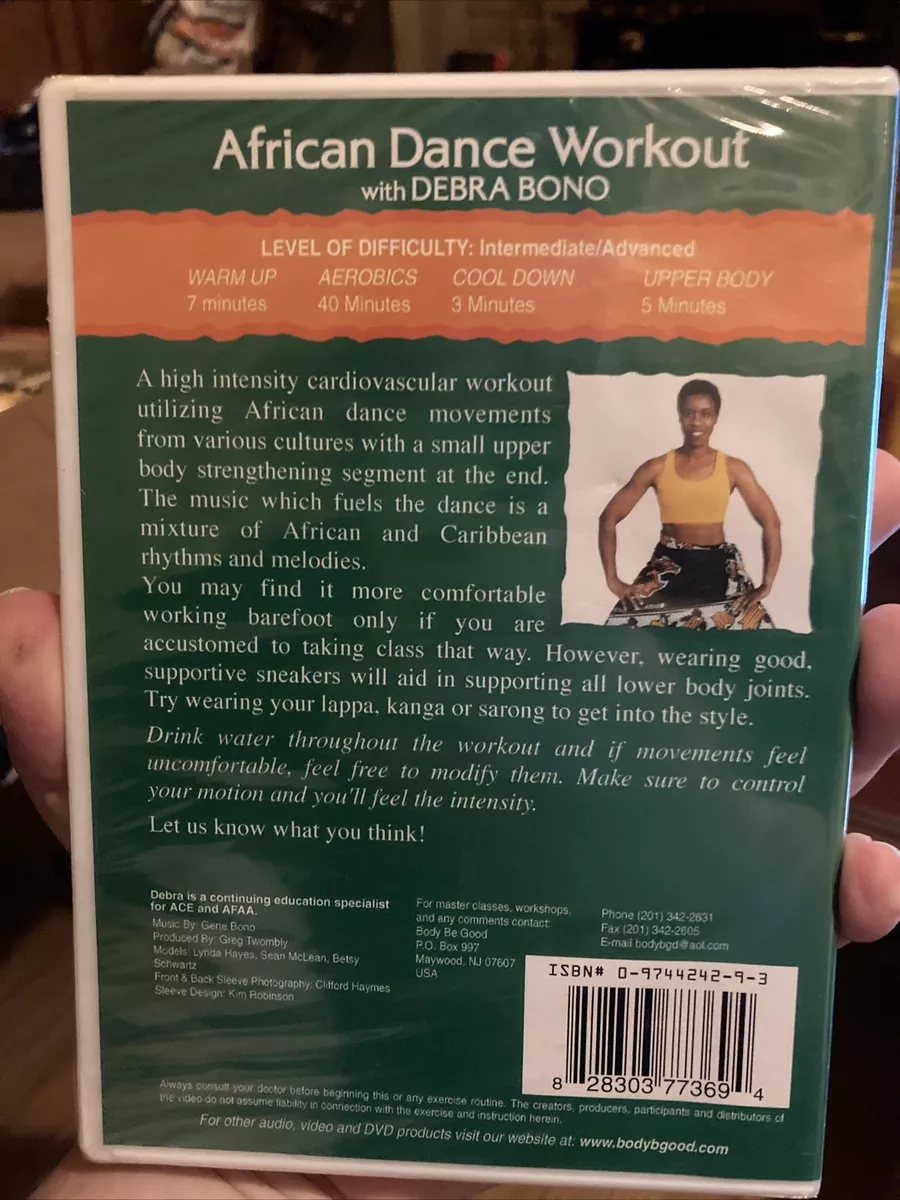 African Dance Workout
with DEBRA BONO
LEVEL OF DIFFICULTY: Intermediate/Advanced
WARM UP AEROBICS COOL DOWN UPPER BODY
7 minutes 40 Minutes 3 Minutes 5 Minutes
A high intensity cardiovascular workout
utilizing African dance movements
from various cultures with a small upper
body strengthening segment at the end.
The music which fuels the dance is a
mixture of African and Caribbean
rhythms and melodies.
You may find it more comfortable
working barefoot only if you are
accustomed to taking class that way. However, wearing good,
supportive sneakers will aid in supporting all lower body joints.
Try wearing your lappa, kanga or sarong to get into the style.
Drink water throughout the workout and if movements feel
uncomfortable, feel free to modify them. Make sure to control
your motion and you'll feel the intensity.
Let us know what you think!
Debra is a continuing education specialist
for ACE and AFAA.
Music By: Gene Bono
Produced By: Greg Twombly
Models: Lynda Hayes, Sean McLean, Betsy
Schwartz
Front & Back Sleeve Photography: Clifford Haymes
Sleeve Design: Kim Robinson
For master classes, workshops,
and any comments contact:
Body Be Good
P.O. Box 997
Maywood, NJ 07607
USA
Phone (201) 342-2631
Fax (201) 342-2605
E-mail bodybgd@aol.com
ISBN# 0-9744242-9-3
8 28303 77369 4
Always consult your doctor before beginning this or any exercise routine. The creators, producers, participants and distributors of
the video do not assume liability in connection with the exercise and instruction herein.
For other audio, video and DVD products visit our website at: www.bodybgood.com